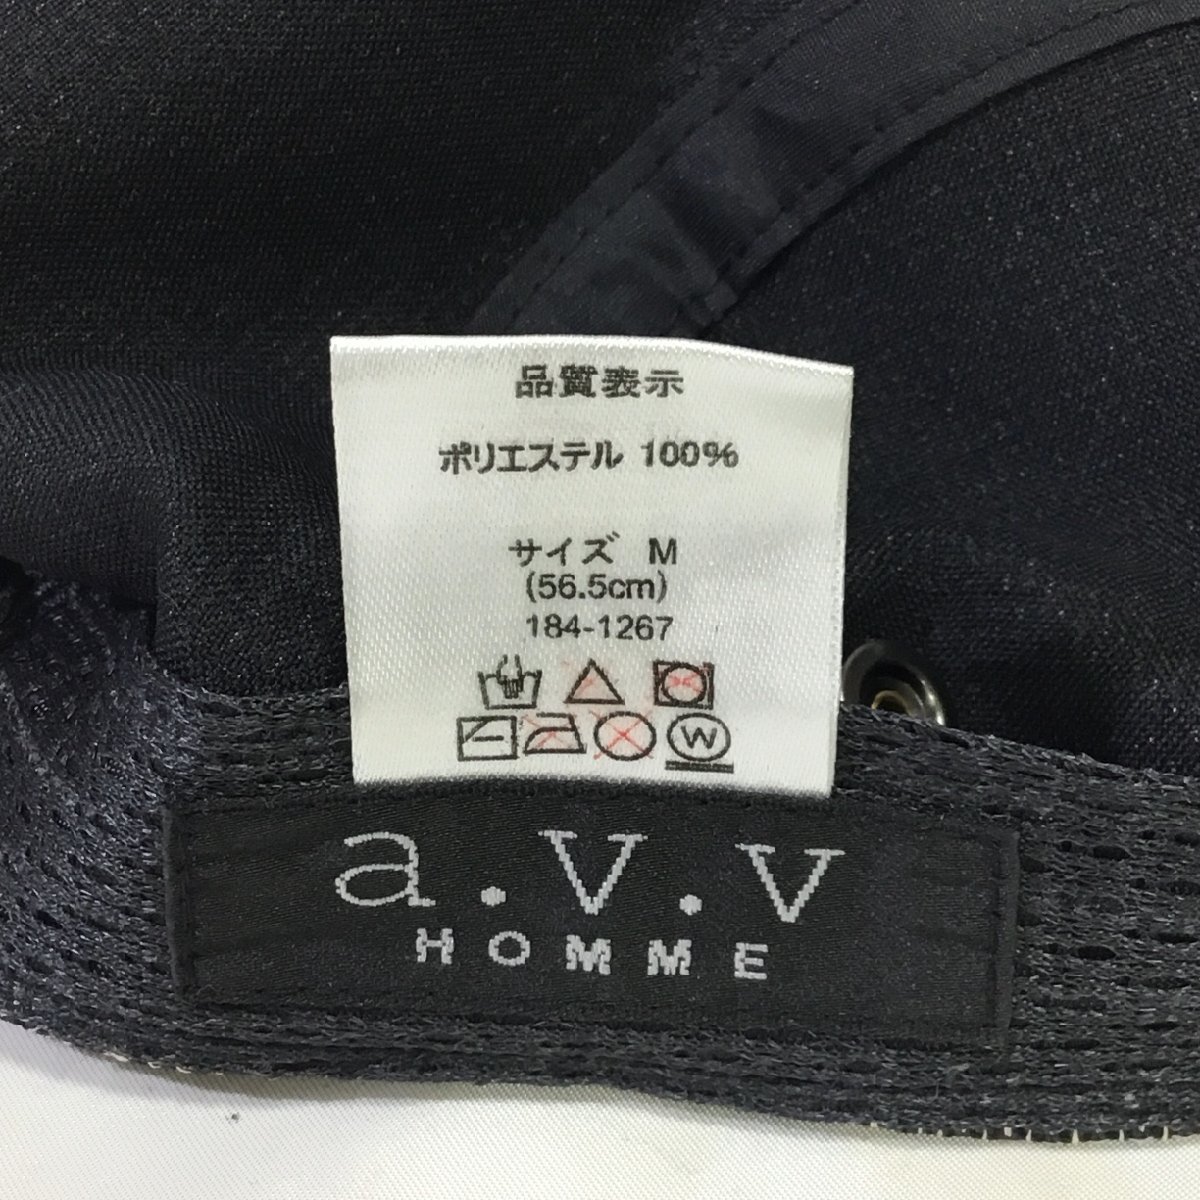 品質表示
ポリエステル 100%
サイズ M
(56.5cm)
184-1267
W
a.v.v
HOMME